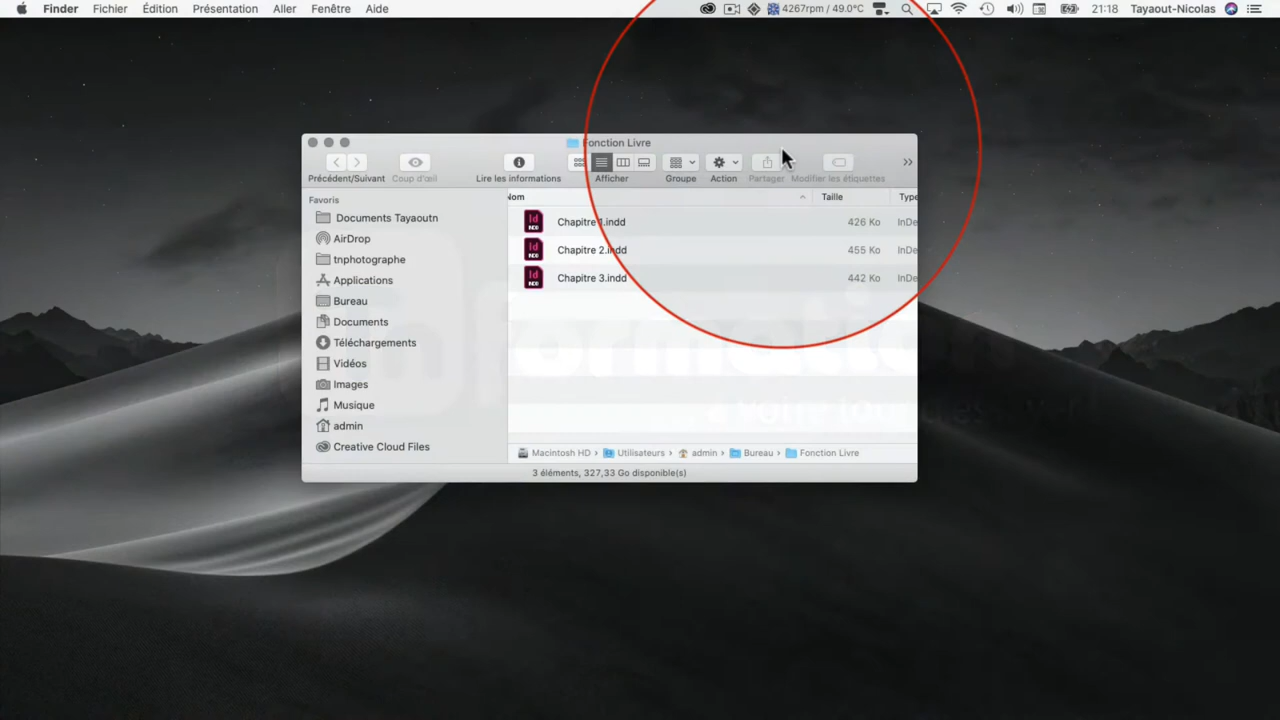 Finder Fichier Édition Présentation Aller Fenêtre Aide 4267rpm / 49.0°C 21:18 Tayaout-Nicolas
Fonction Livre
Précédent/Suivant Coup d'œil Lire les informations Afficher Groupe Action Partager Modifier les étiquettes
Favoris
Nom Taille Type
Documents Tayaoutn
AirDrop
tnphotographe
Applications
Bureau
Documents
Téléchargements
Vidéos
Images
Musique
admin
Creative Cloud Files
Chapitre 1.indd 426 Ko InDe
Chapitre 2.indd 455 Ko InDe
Chapitre 3.indd 442 Ko InDe
Macintosh HD › Utilisateurs › admin › Bureau › Fonction Livre
3 éléments, 327,33 Go disponible(s)